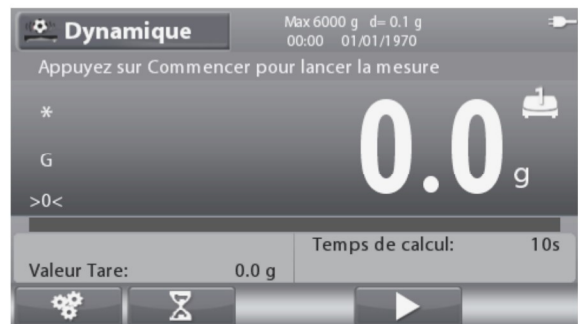 Dynamique
Max 6000 g d= 0.1 g
00:00 01/01/1970
Appuyez sur Commencer pour lancer la mesure
*
G
>0<
0.0 g
1
Temps de calcul: 10s
Valeur Tare: 0.0 g